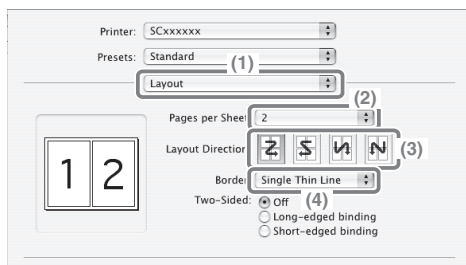 Printer: SCxxxxxx
Presets: Standard
(1)
Layout
(2)
Pages per Sheet 2
Layout Direction (3)
Border Single Thin Line
(4)
Two-Sided: Off
Long-edged binding
Short-edged binding
1 2